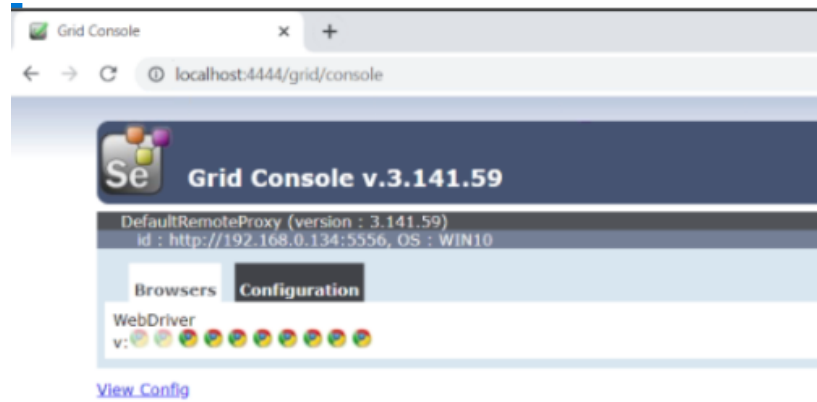 Grid Console
localhost:4444/grid/console
Se
Grid Console v.3.141.59
DefaultRemoteProxy (version : 3.141.59)
id : http://192.168.0.134:5556, OS : WIN10
Browsers Configuration
WebDriver
v:
View Config